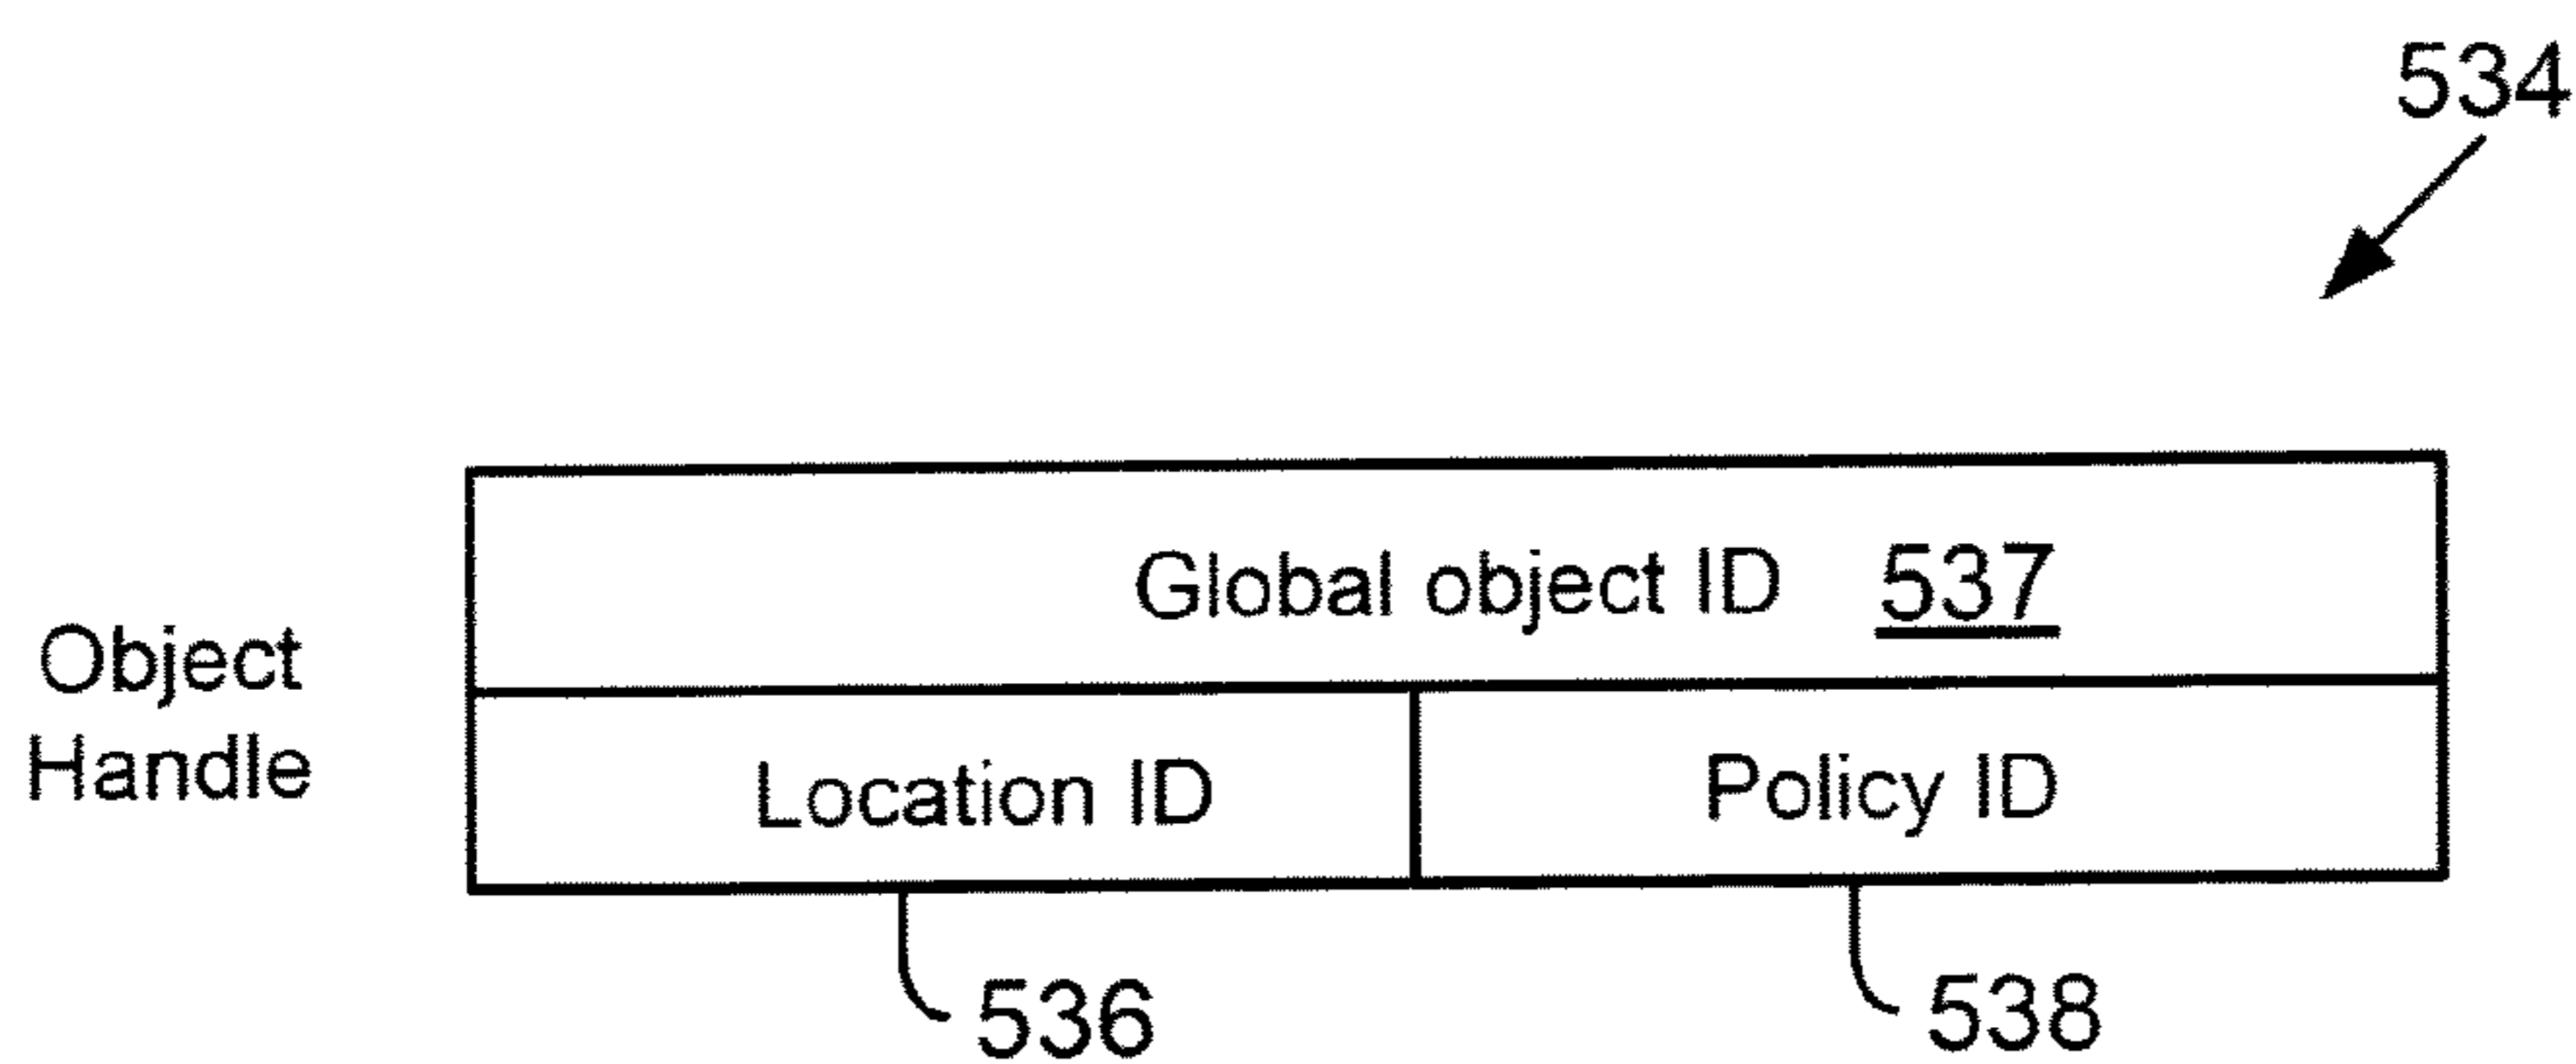 534
Global object ID 537
Object
Handle
Location ID
Policy ID
536
538